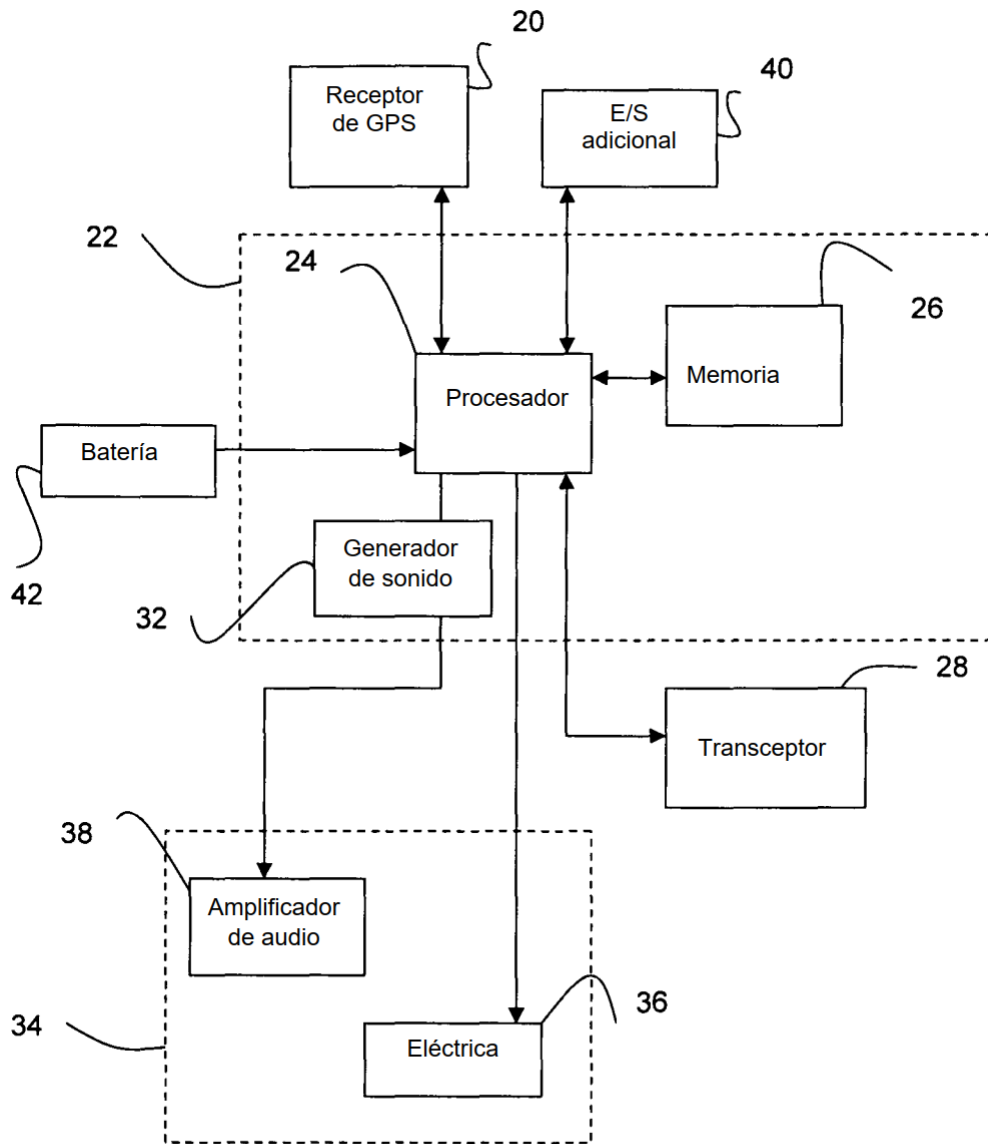 20
Receptor
de GPS
40
E/S
adicional
22
24
26
Procesador
Memoria
Batería
42
Generador
de sonido
32
28
Transceptor
38
Amplificador
de audio
34
36
Eléctrica